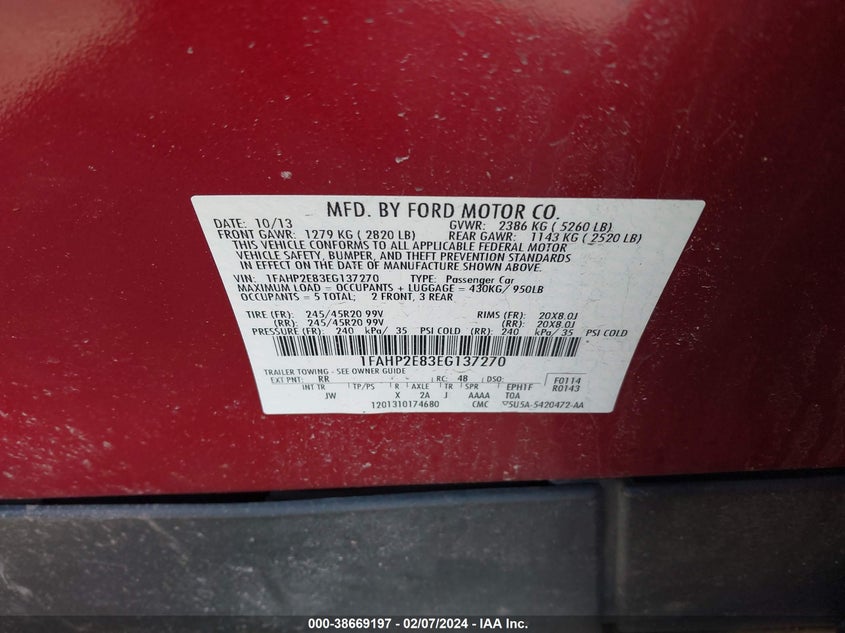 MFD. BY FORD MOTOR CO.
DATE: 10/13 GVWR: 2386 KG ( 5260 LB)
FRONT GAWR: 1279 KG ( 2820 LB) REAR GAWR: 1143 KG ( 2520 LB)
THIS VEHICLE CONFORMS TO ALL APPLICABLE FEDERAL MOTOR
VEHICLE SAFETY, BUMPER, AND THEFT PREVENTION STANDARDS
IN EFFECT ON THE DATE OF MANUFACTURE SHOWN ABOVE.
VIN: 1FAHP2E83EG137270 TYPE: Passenger Car
MAXIMUM LOAD = OCCUPANTS + LUGGAGE = 430KG/ 950LB
OCCUPANTS = 5 TOTAL; 2 FRONT, 3 REAR
TIRE (FR): 245/45R20 99V RIMS (FR): 20X8.0J
(RR): 245/45R20 99V (RR): 20X8.0J
PRESSURE (FR): 240 KPA/ 35 PSI COLD (RR): 240 KPA/ 35 PSI COLD
1FAHP2E83EG137270
TRAILER TOWING - SEE OWNER GUIDE
EXT PNT: RR RC: 4B DSO: F0114
INT TR TP/PS R AXLE TR SPR EPH1F R0143
JW X 2A J AAAA T0A
1201310174680 CMC ▽5U5A-5420472-AA
000-38669197 - 02/07/2024 - IAA Inc.